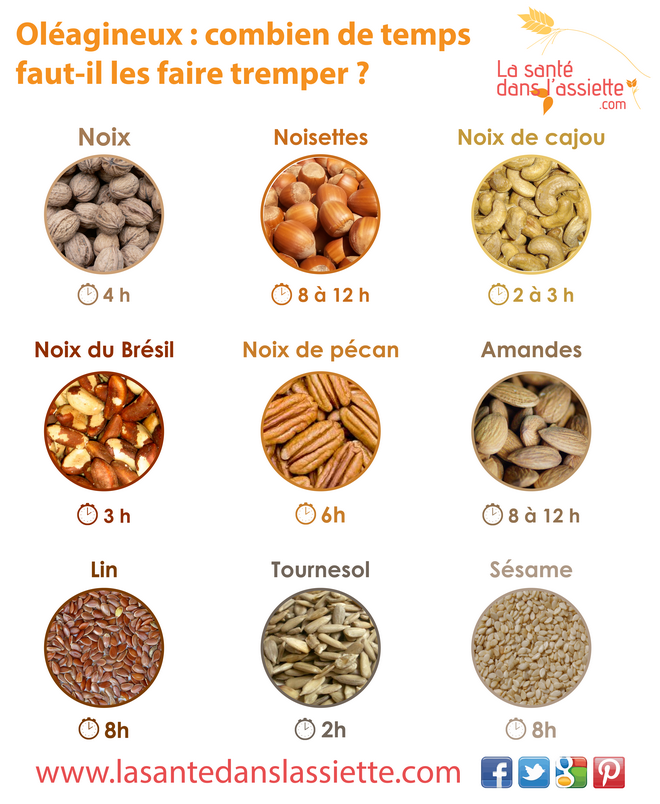 Oléagineux : combien de temps
faut-il les faire tremper ?
La santé
dans l'assiette
.com
Noix
Noisettes
Noix de cajou
4 h
8 à 12 h
2 à 3 h
Noix du Brésil
Noix de pécan
Amandes
3 h
6h
8 à 12 h
Lin
Tournesol
Sésame
8h
2h
8h
www.lasantedanslassiette.com